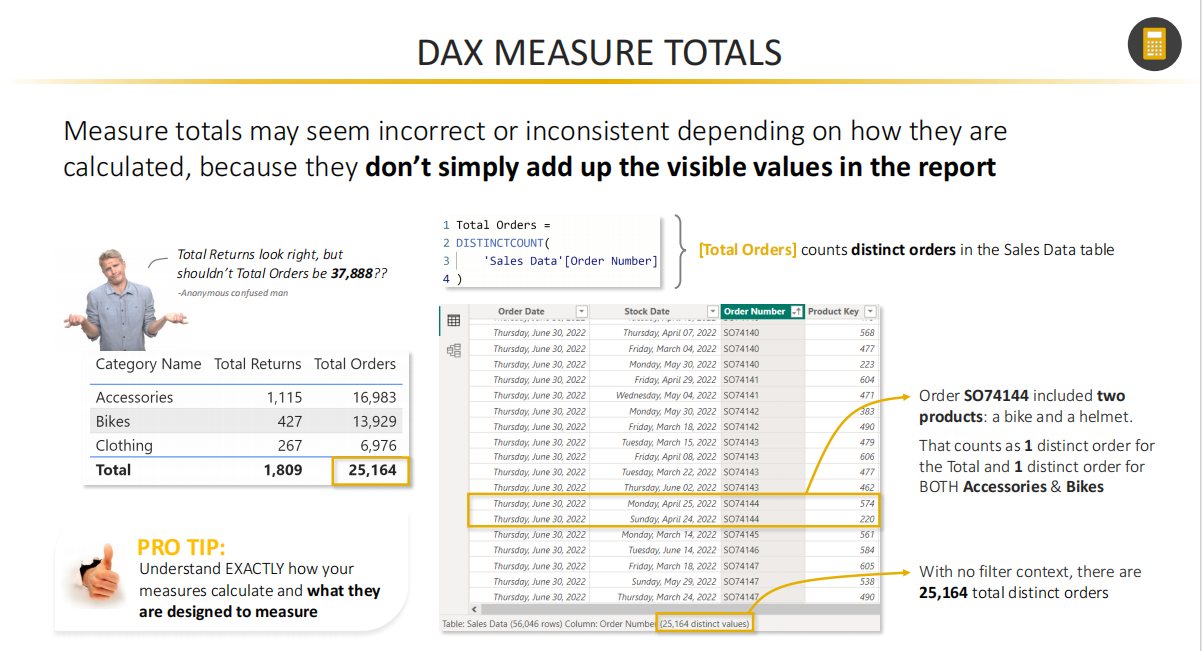 DAX MEASURE TOTALS
Measure totals may seem incorrect or inconsistent depending on how they are
calculated, because they don't simply add up the visible values in the report
Total Returns look right, but
shouldn't Total Orders be 37,888??
-Anonymous confused man
Category Name Total Returns Total Orders
Accessories 1,115 16,983
Bikes 427 13,929
Clothing 267 6,976
Total 1,809 25,164
PRO TIP:
Understand EXACTLY how your
measures calculate and what they
are designed to measure
1 Total Orders =
2 DISTINCTCOUNT(
3 'Sales Data'[Order Number]
4 )
[Total Orders] counts distinct orders in the Sales Data table
Order Date Stock Date Order Number Product Key
Thursday, June 30, 2022 Thursday, April 07, 2022 SO74140 568
Thursday, June 30, 2022 Friday, March 04, 2022 SO74140 477
Thursday, June 30, 2022 Monday, May 30, 2022 SO74140 223
Thursday, June 30, 2022 Friday, April 29, 2022 SO74141 604
Thursday, June 30, 2022 Wednesday, May 04, 2022 SO74141 471
Thursday, June 30, 2022 Monday, May 30, 2022 SO74142 383
Thursday, June 30, 2022 Friday, March 18, 2022 SO74142 490
Thursday, June 30, 2022 Tuesday, March 15, 2022 SO74143 479
Thursday, June 30, 2022 Friday, April 08, 2022 SO74143 606
Thursday, June 30, 2022 Tuesday, March 22, 2022 SO74143 477
Thursday, June 30, 2022 Thursday, June 02, 2022 SO74143 462
Thursday, June 30, 2022 Monday, April 25, 2022 SO74144 574
Thursday, June 30, 2022 Sunday, April 24, 2022 SO74144 220
Thursday, June 30, 2022 Monday, March 14, 2022 SO74145 561
Thursday, June 30, 2022 Tuesday, June 14, 2022 SO74146 584
Thursday, June 30, 2022 Friday, March 18, 2022 SO74147 605
Thursday, June 30, 2022 Sunday, May 29, 2022 SO74147 538
Thursday, June 30, 2022 Thursday, March 24, 2022 SO74147 490
Table: Sales Data (56,046 rows) Column: Order Number (25,164 distinct values)
Order SO74144 included two
products: a bike and a helmet.
That counts as 1 distinct order for
the Total and 1 distinct order for
BOTH Accessories & Bikes
With no filter context, there are
25,164 total distinct orders